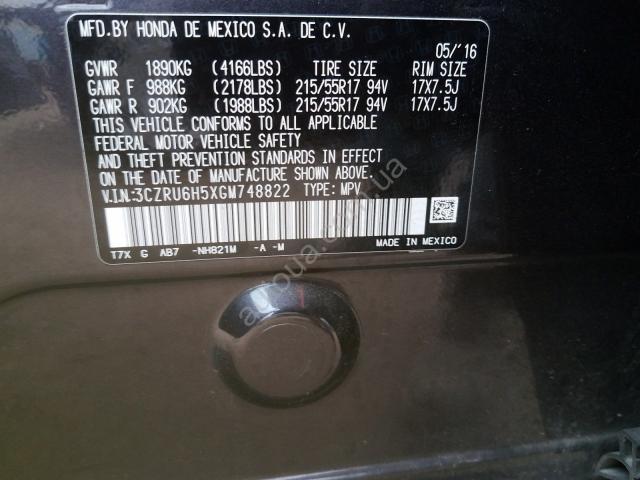 MFD.BY HONDA DE MEXICO S.A. DE C.V.
05/'16
GVWR 1890KG (4166LBS) TIRE SIZE RIM SIZE
GAWR F 988KG (2178LBS) 215/55R17 94V 17X7.5J
GAWR R 902KG (1988LBS) 215/55R17 94V 17X7.5J
THIS VEHICLE CONFORMS TO ALL APPLICABLE
FEDERAL MOTOR VEHICLE SAFETY
AND THEFT PREVENTION STANDARDS IN EFFECT
ON THE DATE OF MANUFACTURE SHOWN ABOVE.
V.I.N.:3CZRU6H5XGM748822 TYPE: MPV
T7X G AB7 -NH821M -A -M
MADE IN MEXICO